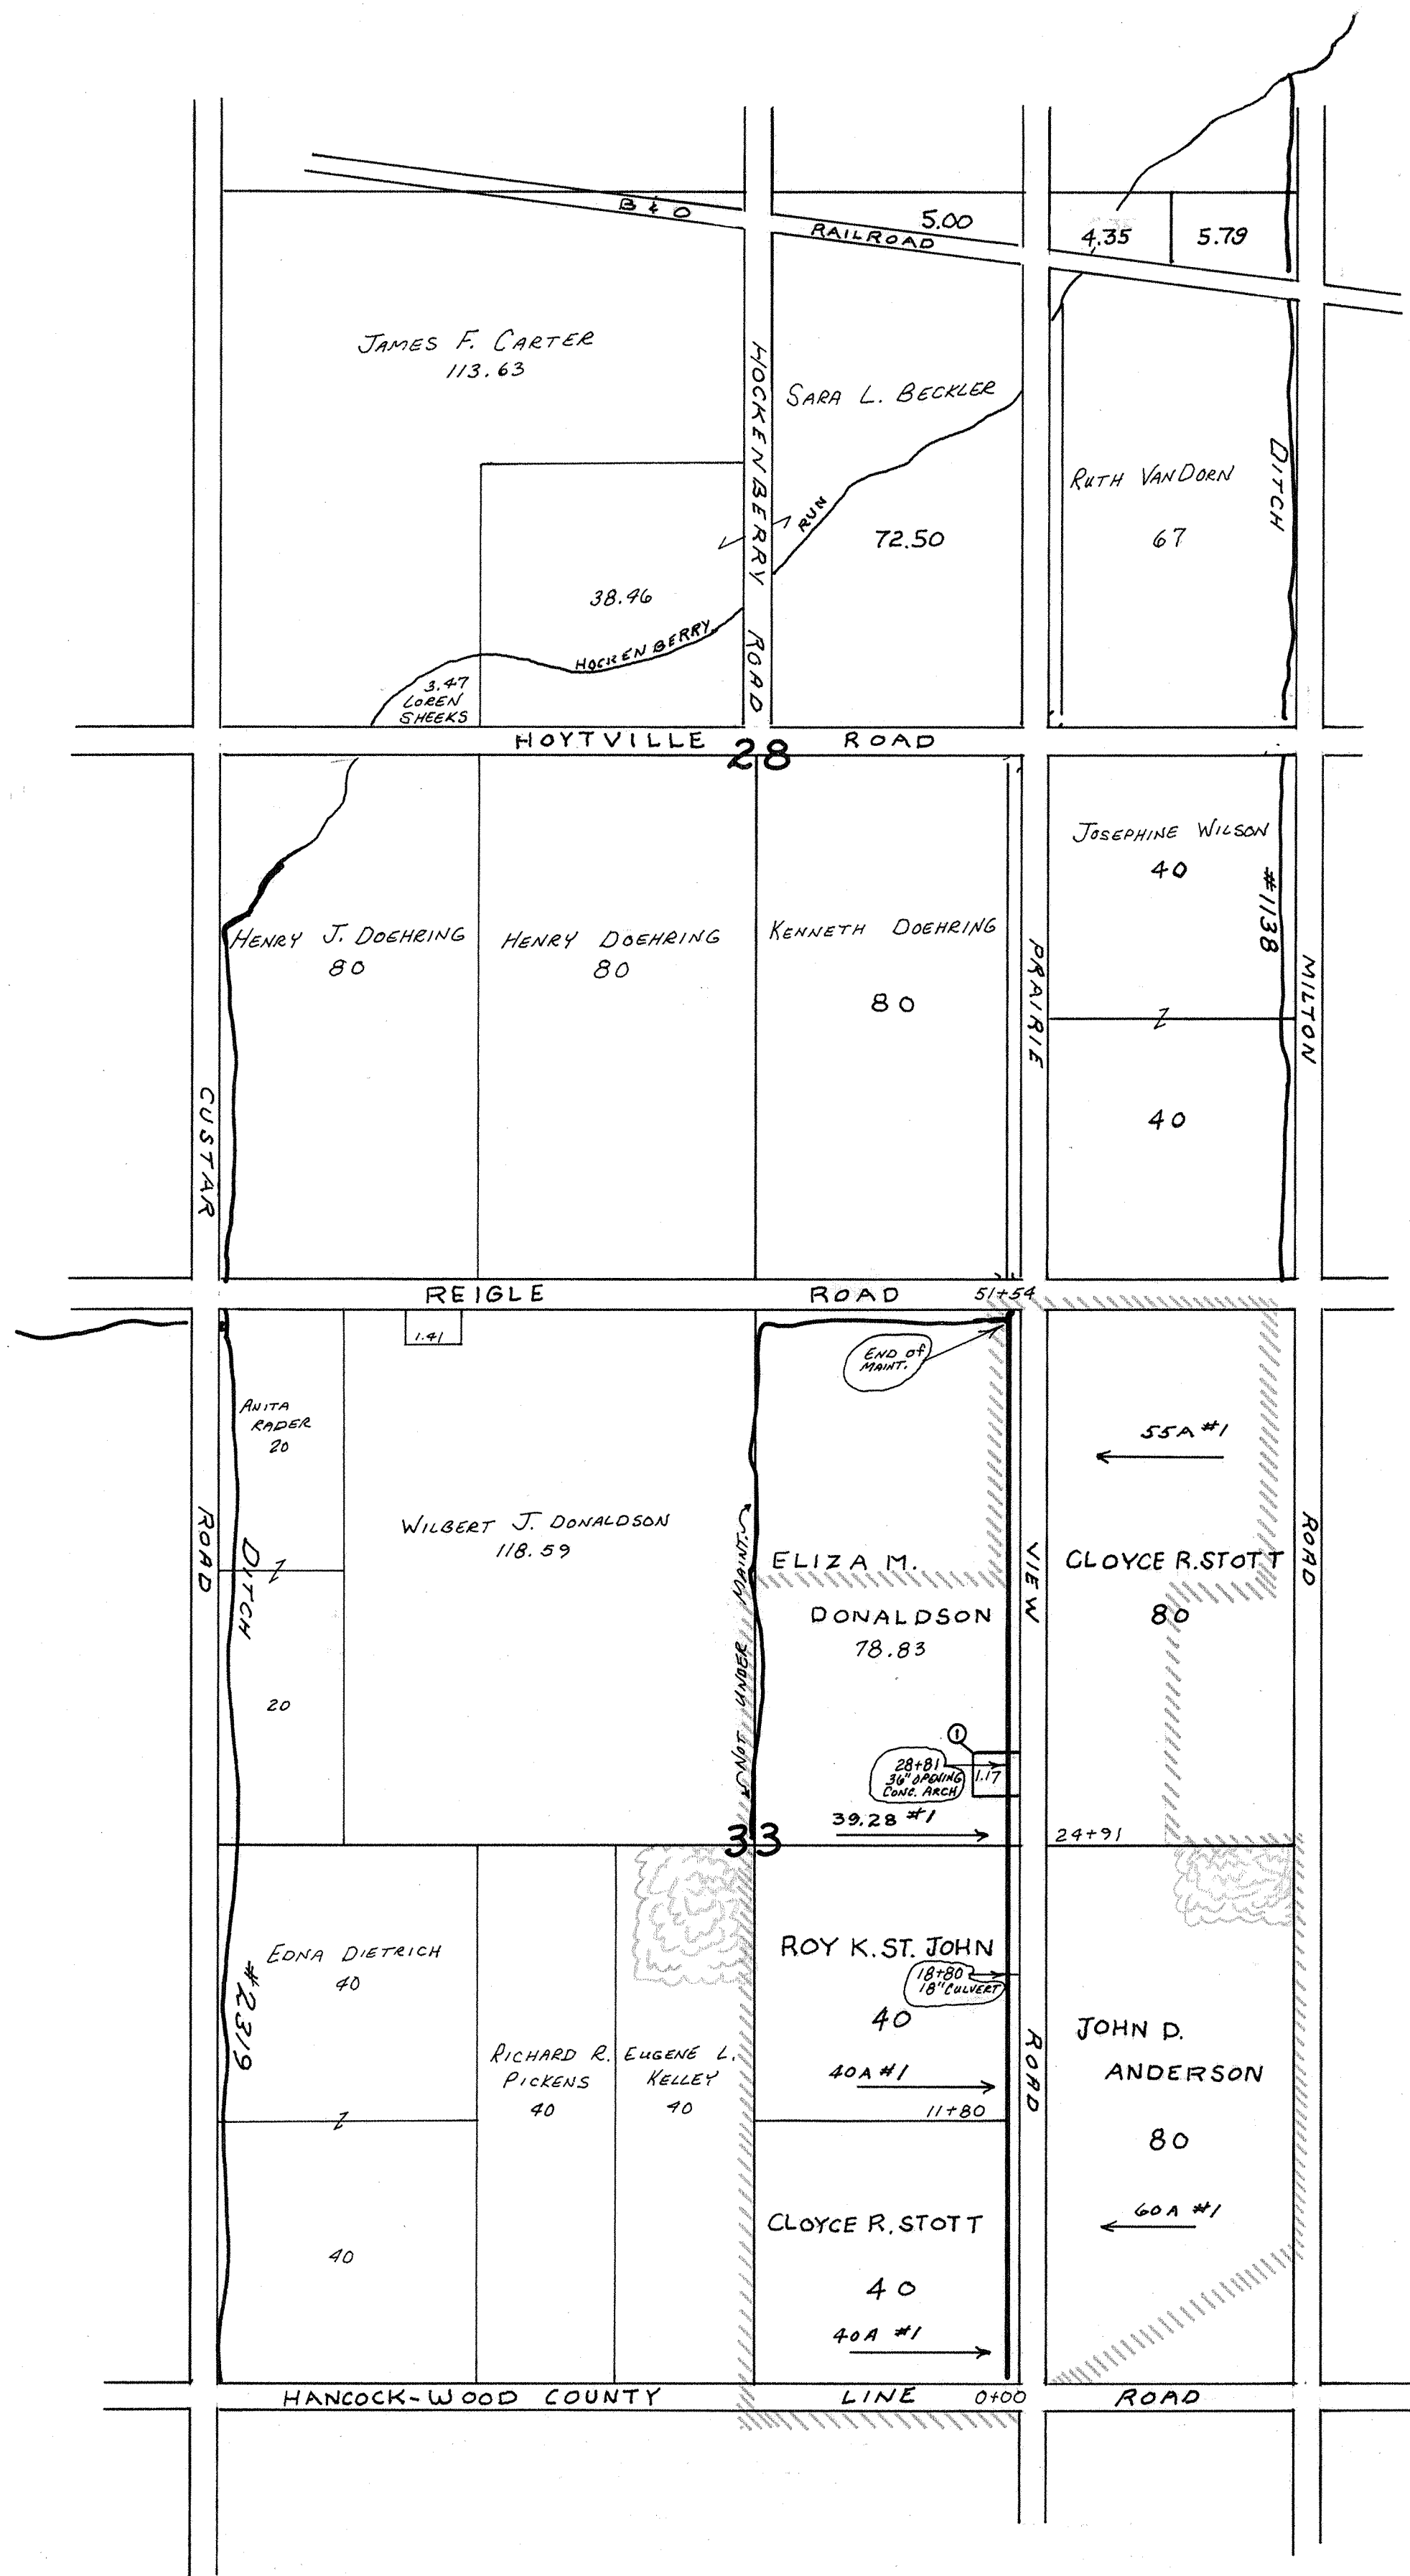 B & O
RAILROAD
5.00
4.35
5.79
JAMES F. CARTER
113.63
HOCKENBERRY ROAD
SARA L. BECKLER
RUN
72.50
RUTH VANDORN
67
DITCH
38.46
HOCKENBERRY
3.47
LOREN
SHEEKS
HOYTVILLE ROAD
28
JOSEPHINE WILSON
40
#1138
HENRY J. DOEHRING
80
HENRY DOEHRING
80
KENNETH DOEHRING
80
PRAIRIE
MILTON
40
CUSTAR
REIGLE ROAD
51+54
1.41
END of
MAINT.
ANITA
RADER
20
55A #1
WILBERT J. DONALDSON
118.59
ROAD
DITCH
NOT UNDER MAINT.
ELIZA M.
DONALDSON
78.83
VIEW
CLOYCE R. STOTT
80
ROAD
20
1
28+81
36" OPENING
CONC. ARCH
1.17
39.28 #1
33
24+91
EDNA DIETRICH
40
#2319
ROY K. ST. JOHN
18+80
18" CULVERT
40
RICHARD R.
PICKENS
40
EUGENE L.
KELLEY
40
40A #1
11+80
ROAD
JOHN D.
ANDERSON
80
CLOYCE R. STOTT
40
40A #1
60A #1
40
HANCOCK-WOOD COUNTY LINE
0+00
ROAD